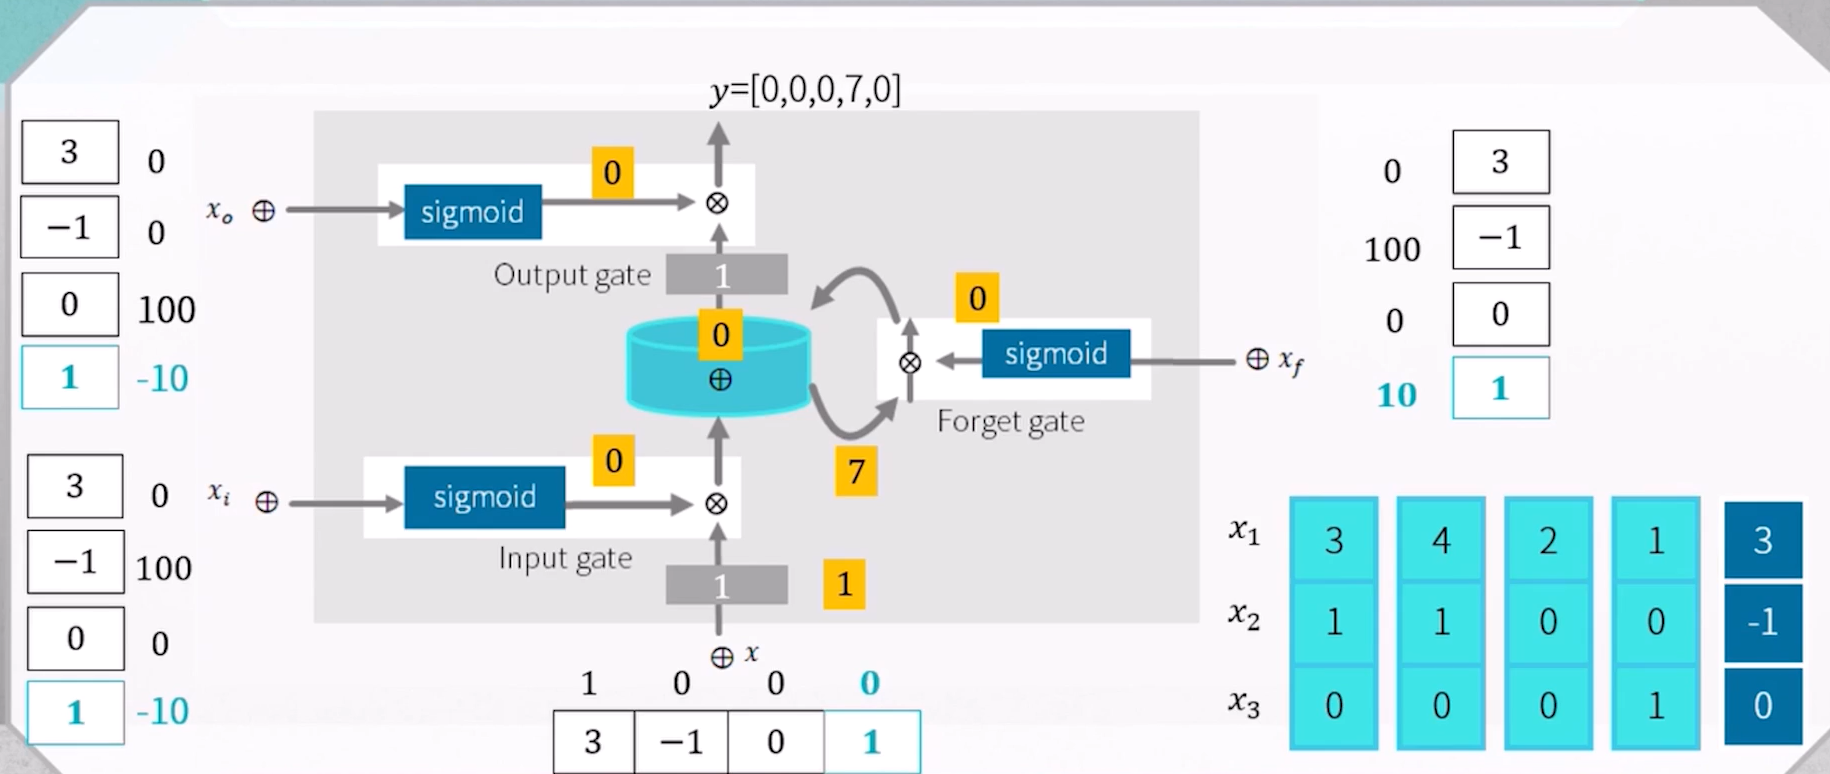 y=[0,0,0,7,0]
3 0
−1 0
0 100
1 -10
x_o ⊕
sigmoid
0
⊗
Output gate
1
0
⊕
0
sigmoid
⊗
⊕ x_f
Forget gate
7
0 3
100 −1
0 0
10 1
3 0
−1 100
0 0
1 -10
x_i ⊕
sigmoid
0
⊗
Input gate
1
1
⊕ x
1 0 0 0
3 −1 0 1
x_1 3 4 2 1 3
x_2 1 1 0 0 -1
x_3 0 0 0 1 0